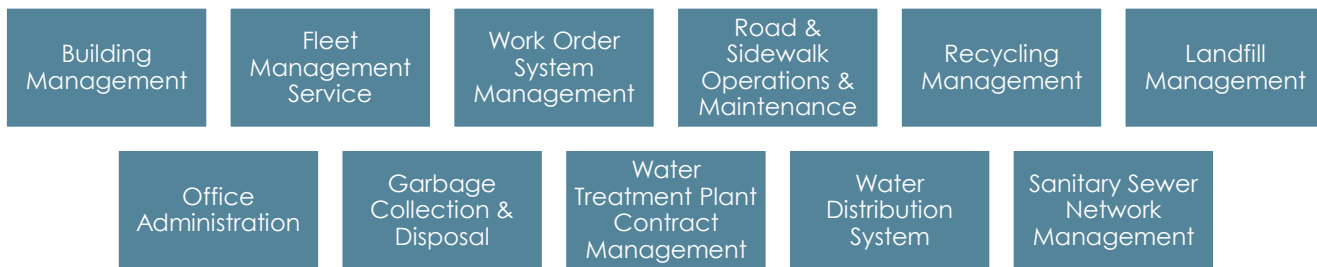 Building
Management
Fleet
Management
Service
Work Order
System
Management
Road &
Sidewalk
Operations &
Maintenance
Recycling
Management
Landfill
Management
Office
Administration
Garbage
Collection &
Disposal
Water
Treatment Plant
Contract
Management
Water
Distribution
System
Sanitary Sewer
Network
Management